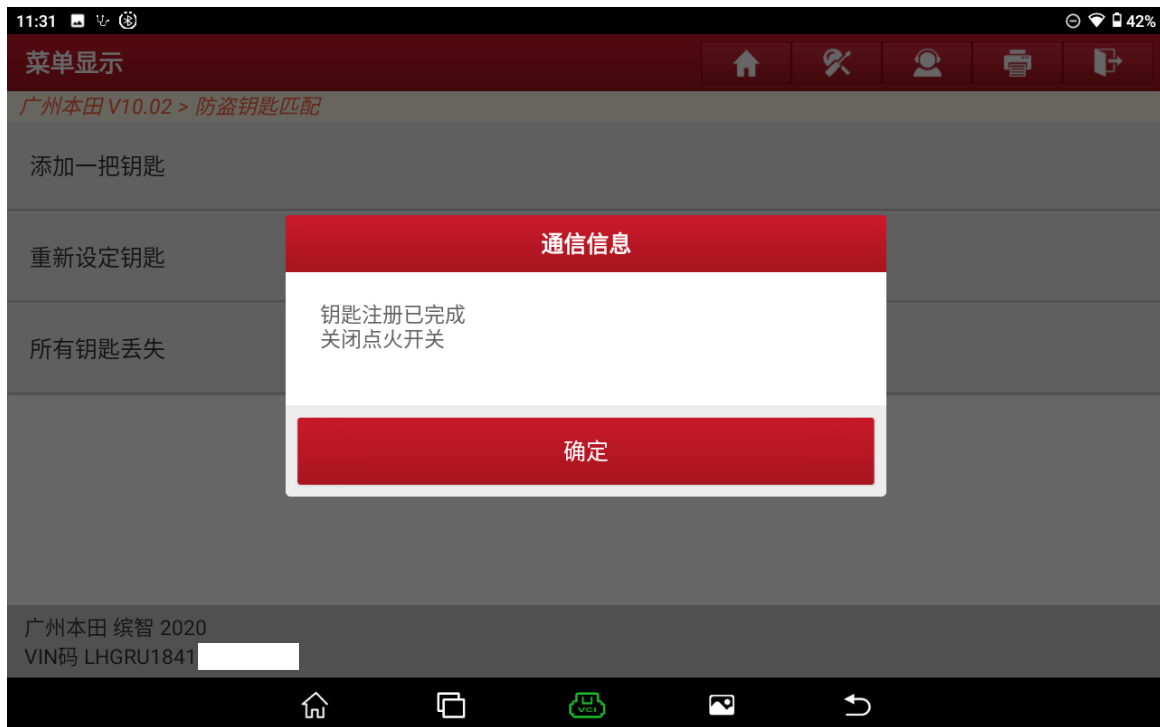 11:31
42%
菜单显示
广州本田 V10.02 > 防盗钥匙匹配
添加一把钥匙
重新设定钥匙
所有钥匙丢失
通信信息
钥匙注册已完成
关闭点火开关
确定
广州本田 缤智 2020
VIN码 LHGRU1841
VCI